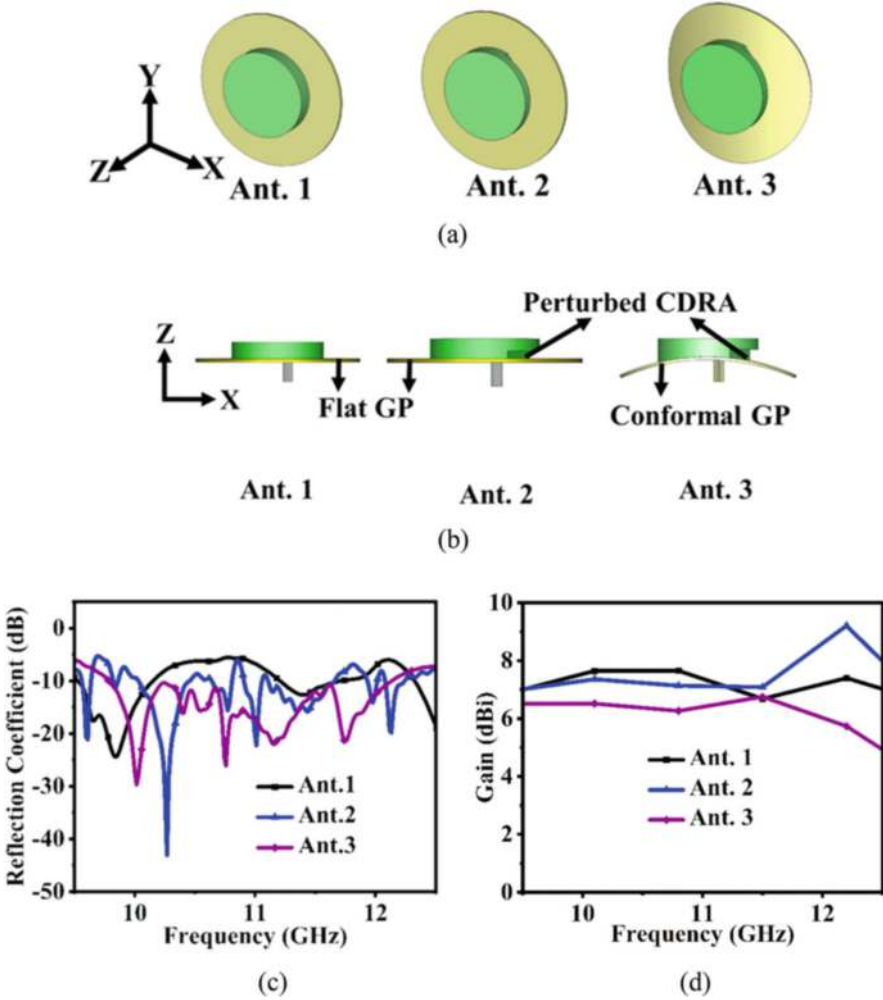 Y
Z
X
Ant. 1
Ant. 2
Ant. 3
(a)
Perturbed CDRA
Z
X
Flat GP
Conformal GP
Ant. 1
Ant. 2
Ant. 3
(b)
Reflection Coefficient (dB)
0
-10
-20
-30
-40
-50
Ant.1
Ant.2
Ant.3
10
11
12
Frequency (GHz)
(c)
Gain (dBi)
10
8
6
4
2
0
Ant. 1
Ant. 2
Ant. 3
10
11
12
Frequency (GHz)
(d)